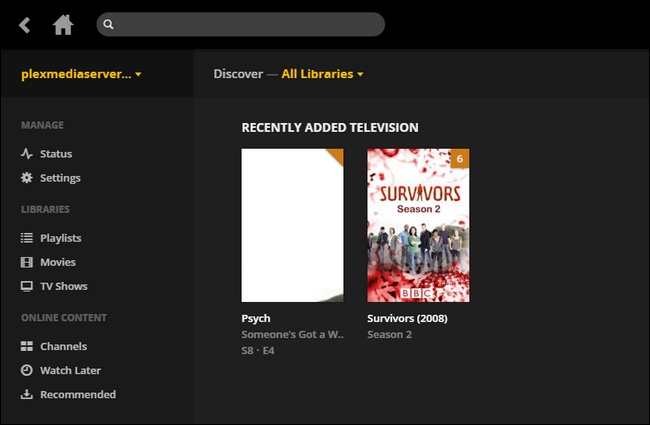 plexmediaserver...
Discover — All Libraries
MANAGE
Status
Settings
LIBRARIES
Playlists
Movies
TV Shows
ONLINE CONTENT
Channels
Watch Later
Recommended
RECENTLY ADDED TELEVISION
6
SURVIVORS
Season 2
BBC
Psych
Someone's Got a W..
S8 · E4
Survivors (2008)
Season 2